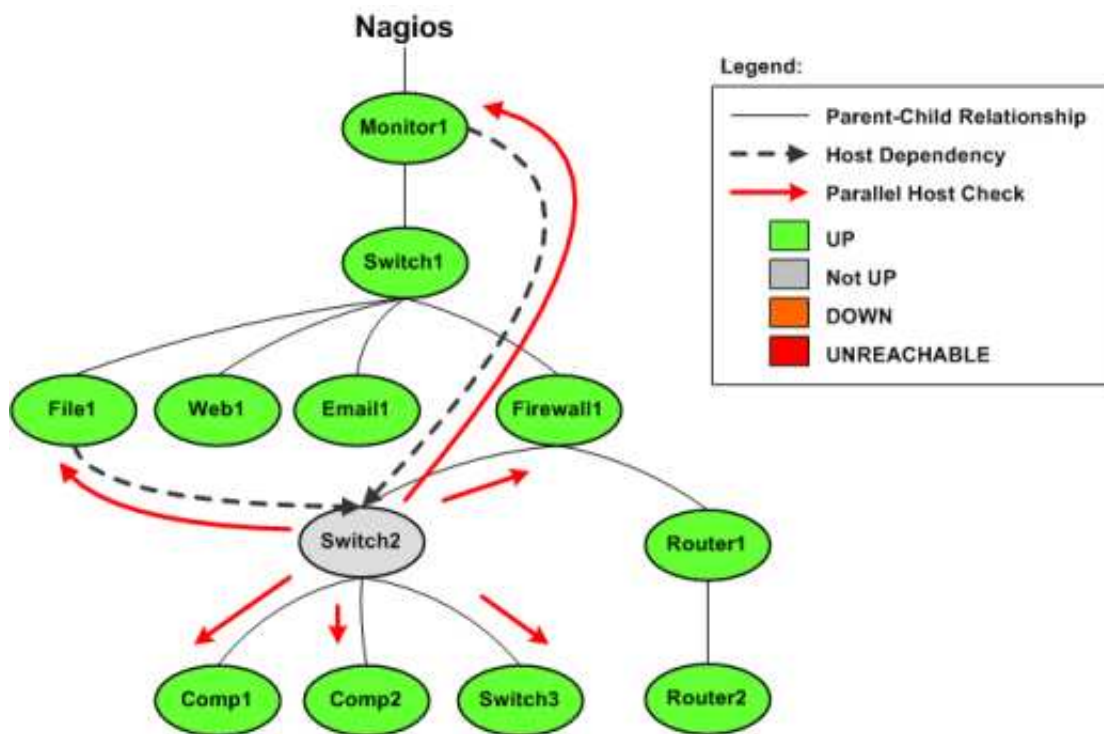 Nagios
Monitor1
Switch1
File1
Web1
Email1
Firewall1
Switch2
Router1
Comp1
Comp2
Switch3
Router2
Legend:
Parent-Child Relationship
Host Dependency
Parallel Host Check
UP
Not UP
DOWN
UNREACHABLE